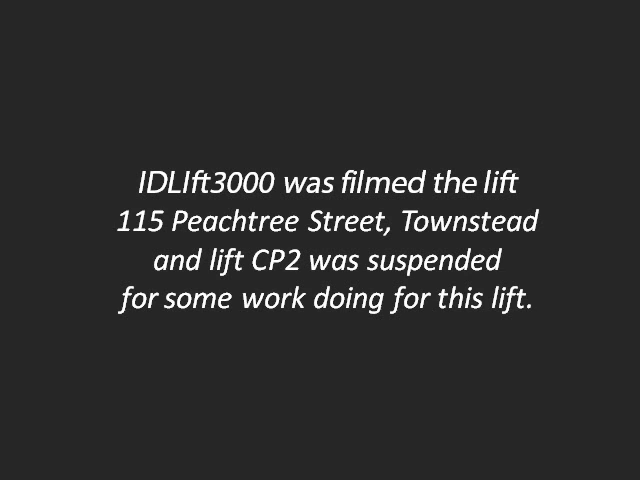 IDLIft3000 was filmed the lift
115 Peachtree Street, Townstead
and lift CP2 was suspended
for some work doing for this lift.